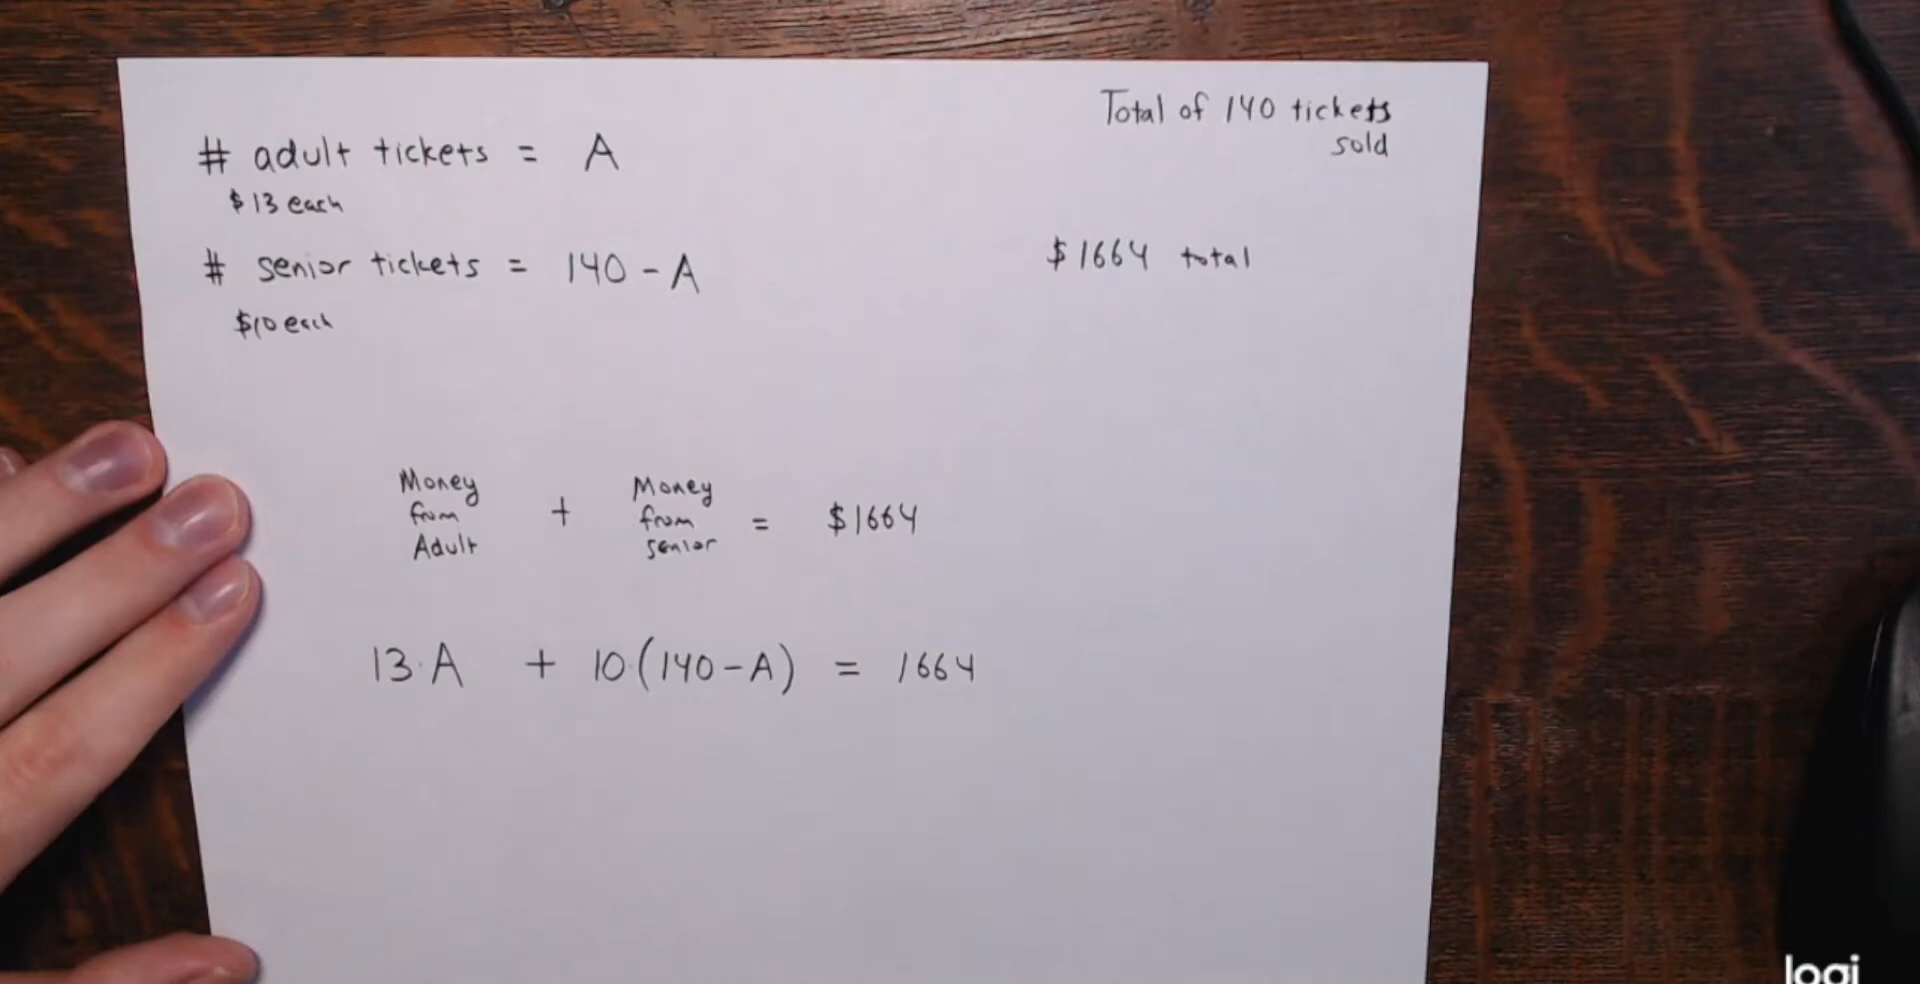 Total of 140 tickets
sold
# adult tickets = A
$13 each
$1664 total
# senior tickets = 140 - A
$10 each
Money from Adult + Money from senior = $1664
13·A + 10·(140-A) = 1664
logi